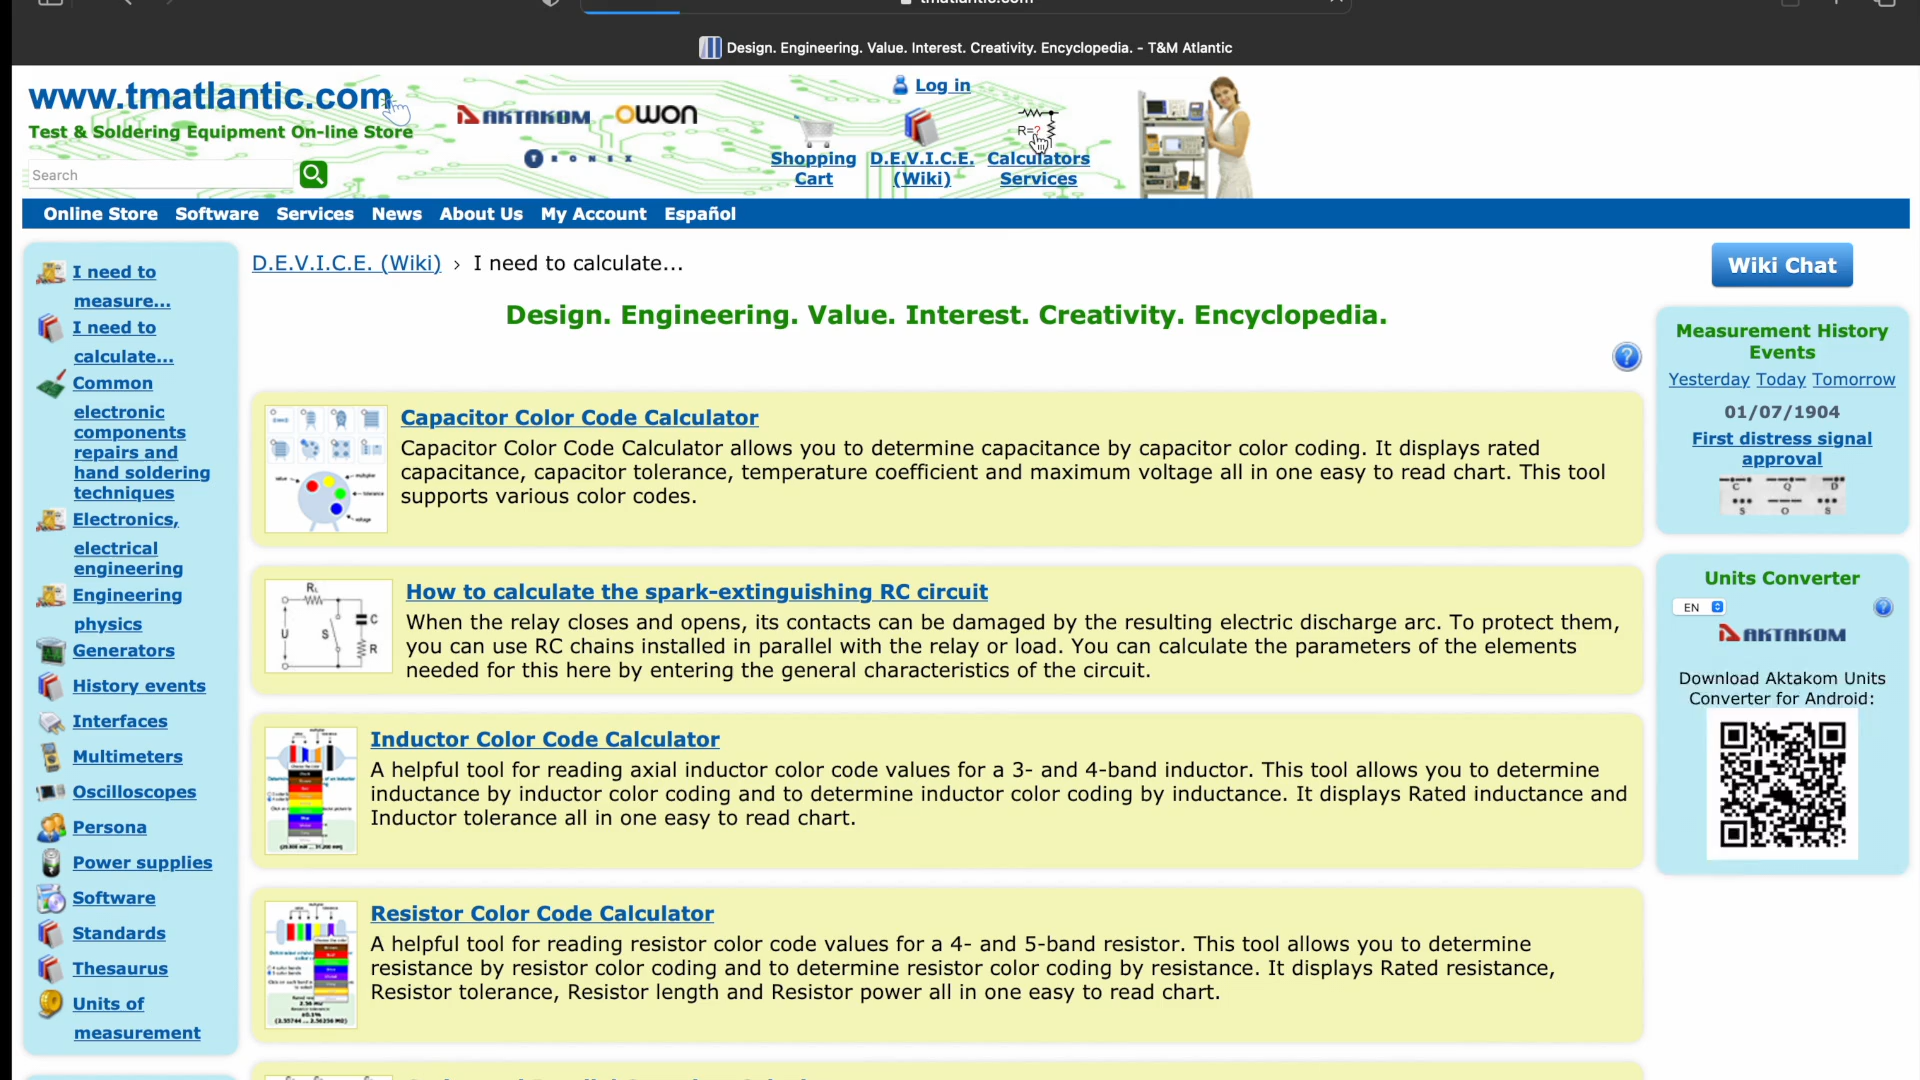 Design. Engineering. Value. Interest. Creativity. Encyclopedia. - T&M Atlantic
www.tmatlantic.com
Test & Soldering Equipment On-line Store
Search
AKTAKOM
OWON
TRONEX
Log in
Shopping
Cart
D.E.V.I.C.E.
(Wiki)
R=?
Calculators
Services
Online Store Software Services News About Us My Account Español
I need to
measure...
I need to
calculate...
Common
electronic
components
repairs and
hand soldering
techniques
Electronics,
electrical
engineering
Engineering
physics
Generators
History events
Interfaces
Multimeters
Oscilloscopes
Persona
Power supplies
Software
Standards
Thesaurus
Units of
measurement
D.E.V.I.C.E. (Wiki) › I need to calculate...
Design. Engineering. Value. Interest. Creativity. Encyclopedia.
Capacitor Color Code Calculator
Capacitor Color Code Calculator allows you to determine capacitance by capacitor color coding. It displays rated
capacitance, capacitor tolerance, temperature coefficient and maximum voltage all in one easy to read chart. This tool
supports various color codes.
How to calculate the spark-extinguishing RC circuit
When the relay closes and opens, its contacts can be damaged by the resulting electric discharge arc. To protect them,
you can use RC chains installed in parallel with the relay or load. You can calculate the parameters of the elements
needed for this here by entering the general characteristics of the circuit.
U
S
C
R
Inductor Color Code Calculator
A helpful tool for reading axial inductor color code values for a 3- and 4-band inductor. This tool allows you to determine
inductance by inductor color coding and to determine inductor color coding by inductance. It displays Rated inductance and
Inductor tolerance all in one easy to read chart.
Resistor Color Code Calculator
A helpful tool for reading resistor color code values for a 4- and 5-band resistor. This tool allows you to determine
resistance by resistor color coding and to determine resistor color coding by resistance. It displays Rated resistance,
Resistor tolerance, Resistor length and Resistor power all in one easy to read chart.
Wiki Chat
Measurement History
Events
Yesterday Today Tomorrow
01/07/1904
First distress signal
approval
C Q D
S O S
Units Converter
EN
AKTAKOM
Download Aktakom Units
Converter for Android: